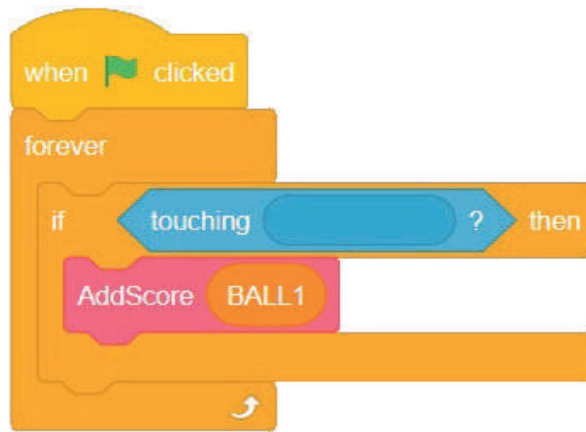 when clicked
forever
if touching ? then
AddScore BALL1